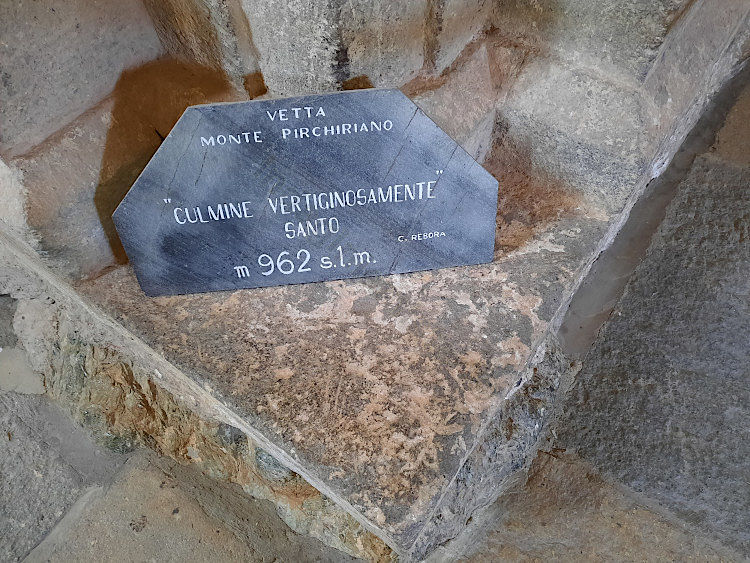 VETTA
MONTE PIRCHIRIANO
"CULMINE VERTIGINOSAMENTE"
SANTO
C. REBORA
m 962 s.l.m.